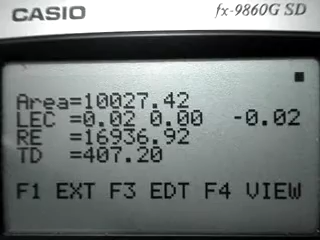 CASIO fx-9860G SD
Area=10027.42
LEC =0.02 0.00 -0.02
RE =16936.92
TD =407.20
F1 EXT F3 EDT F4 VIEW